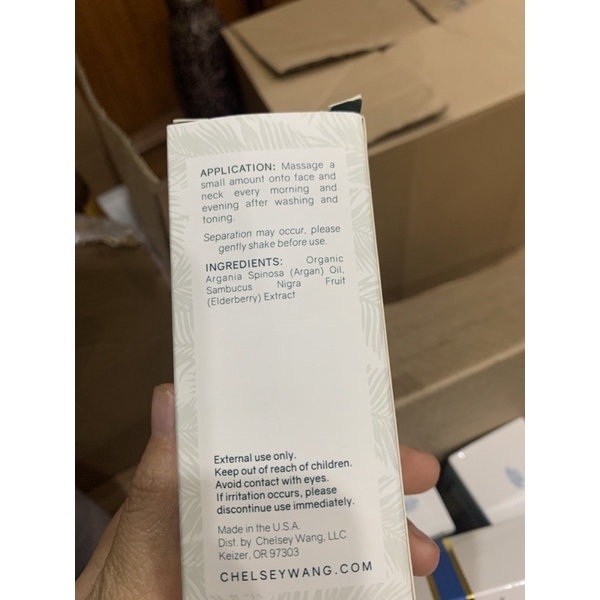 APPLICATION: Massage a
small amount onto face and
neck every morning and
evening after washing and
toning.
Separation may occur, please
gently shake before use.
INGREDIENTS: Organic
Argania Spinosa (Argan) Oil,
Sambucus Nigra Fruit
(Elderberry) Extract
External use only.
Keep out of reach of children.
Avoid contact with eyes.
If irritation occurs, please
discontinue use immediately.
Made in the U.S.A.
Dist. by Chelsey Wang, LLC
Keizer, OR 97303
CHELSEYWANG.COM